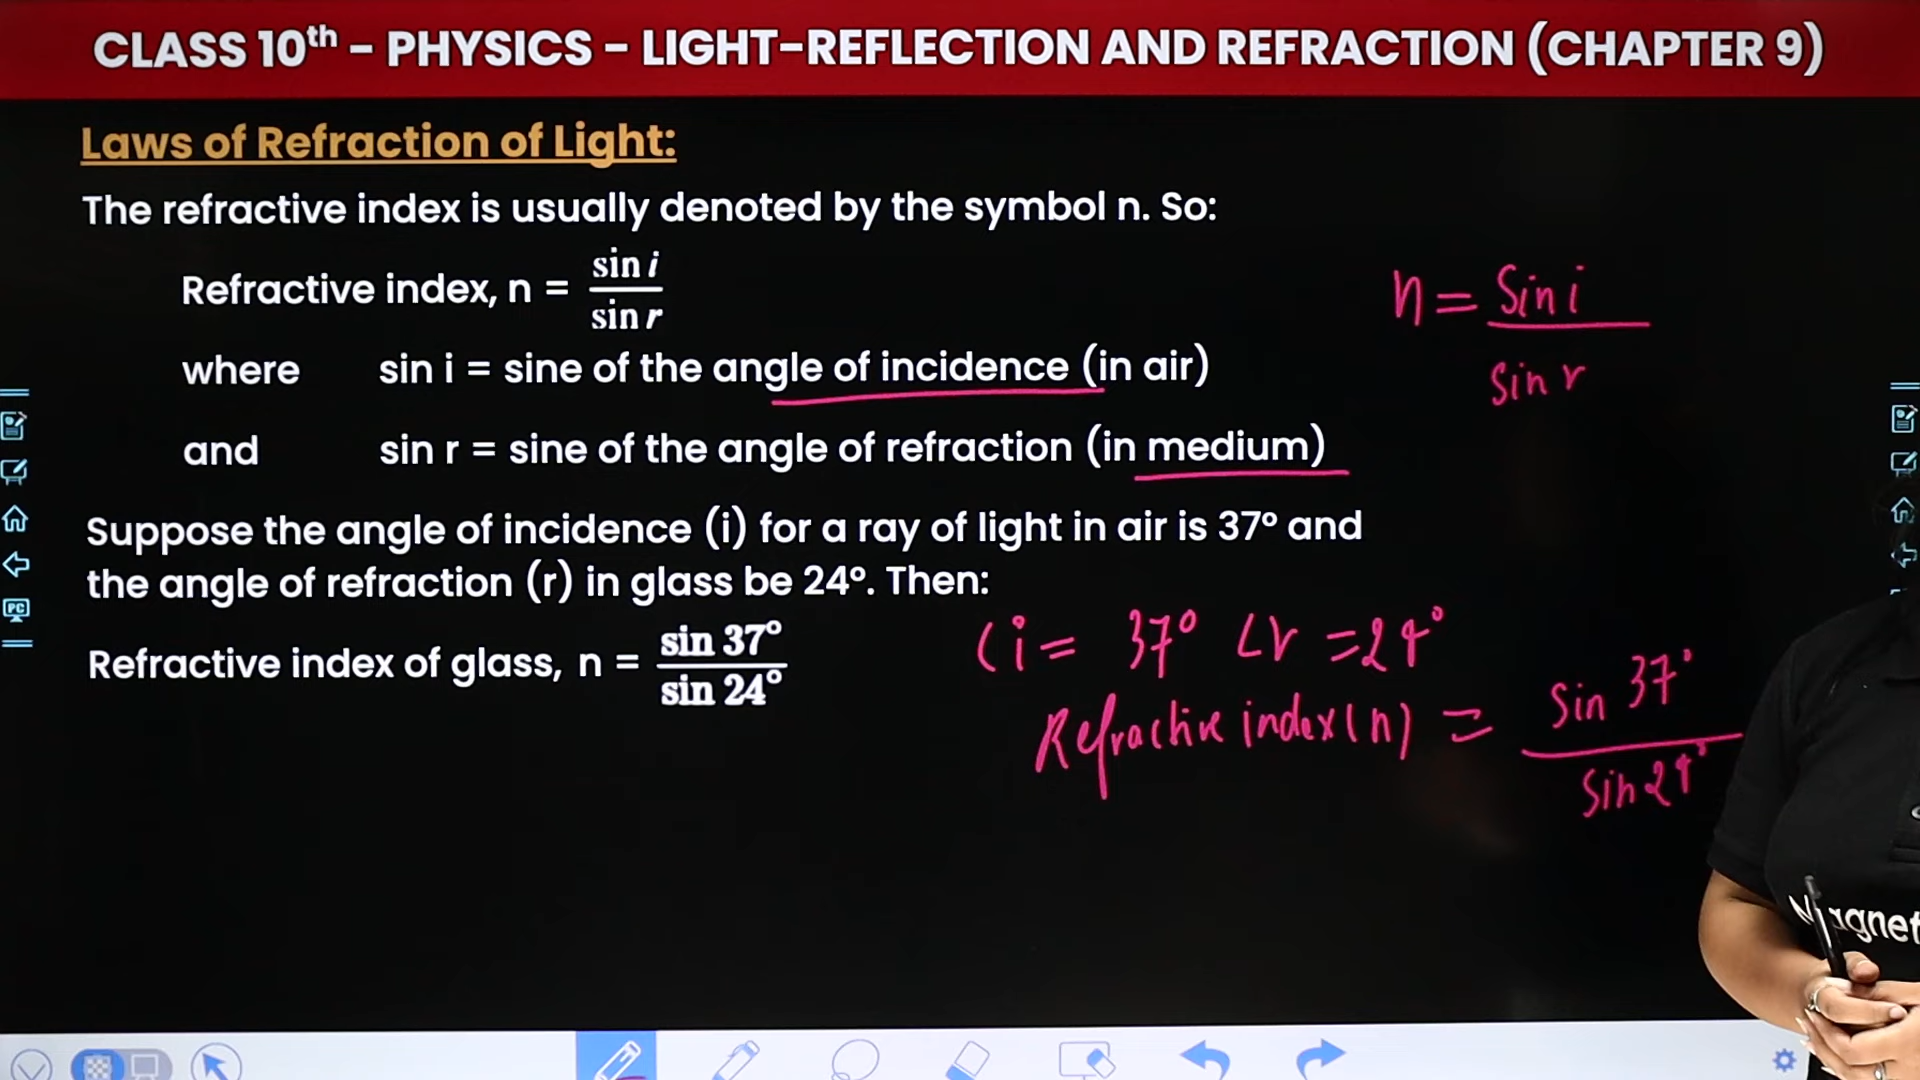 CLASS 10th – PHYSICS – LIGHT-REFLECTION AND REFRACTION (CHAPTER 9)
Laws of Refraction of Light:
The refractive index is usually denoted by the symbol n. So:
Refractive index, n = sin i / sin r
n = Sin i / Sin r
where sin i = sine of the angle of incidence (in air)
and sin r = sine of the angle of refraction (in medium)
Suppose the angle of incidence (i) for a ray of light in air is 37° and
the angle of refraction (r) in glass be 24°. Then:
Refractive index of glass, n = sin 37° / sin 24°
(i = 37° ∠r = 24°
Refractive index (n) = Sin 37° / Sin 24°
Magnet
PC